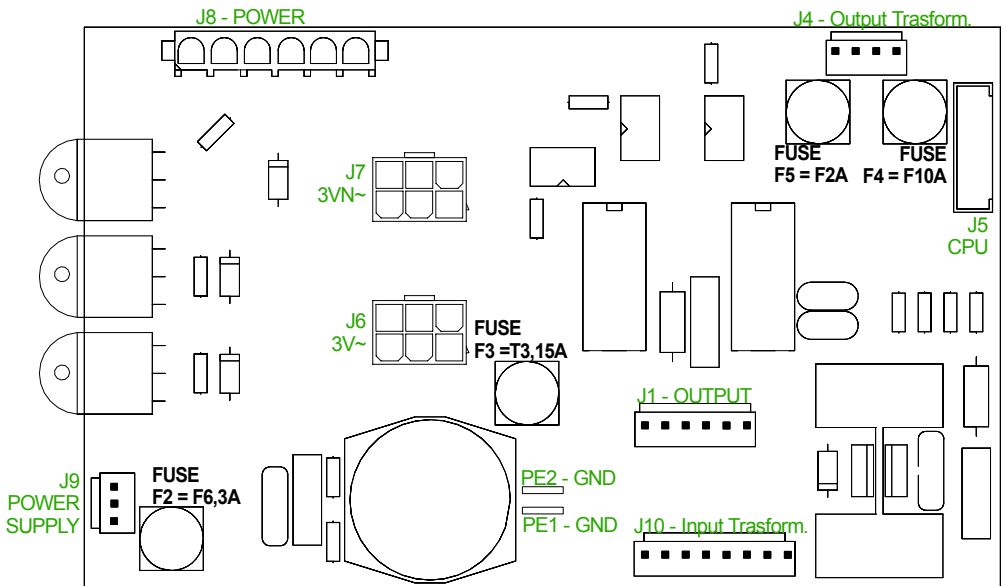 J8 - POWER
J4 - Output Trasform.
FUSE
F5 = F2A
FUSE
F4 = F10A
J7
3VN~
J5
CPU
J6
3V~
FUSE
F3 =T3,15A
J1 - OUTPUT
J9
POWER
SUPPLY
FUSE
F2 = F6,3A
PE2 - GND
PE1 - GND
J10 - Input Trasform.